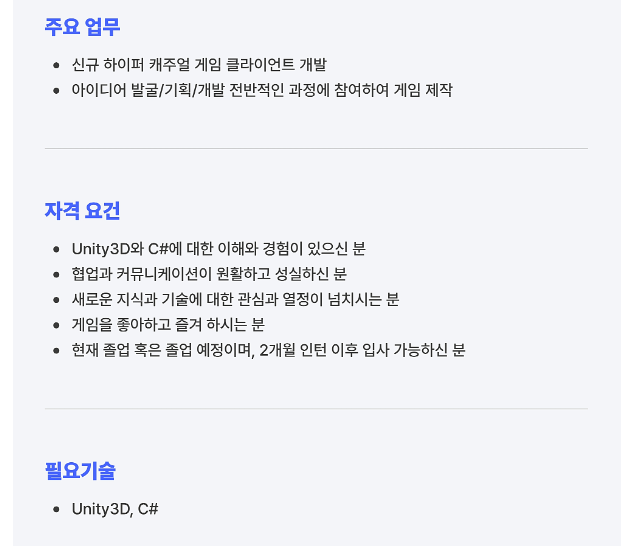 주요 업무
• 신규 하이퍼 캐주얼 게임 클라이언트 개발
• 아이디어 발굴/기획/개발 전반적인 과정에 참여하여 게임 제작
자격 요건
• Unity3D와 C#에 대한 이해와 경험이 있으신 분
• 협업과 커뮤니케이션이 원활하고 성실하신 분
• 새로운 지식과 기술에 대한 관심과 열정이 넘치시는 분
• 게임을 좋아하고 즐겨 하시는 분
• 현재 졸업 혹은 졸업 예정이며, 2개월 인턴 이후 입사 가능하신 분
필요기술
• Unity3D, C#